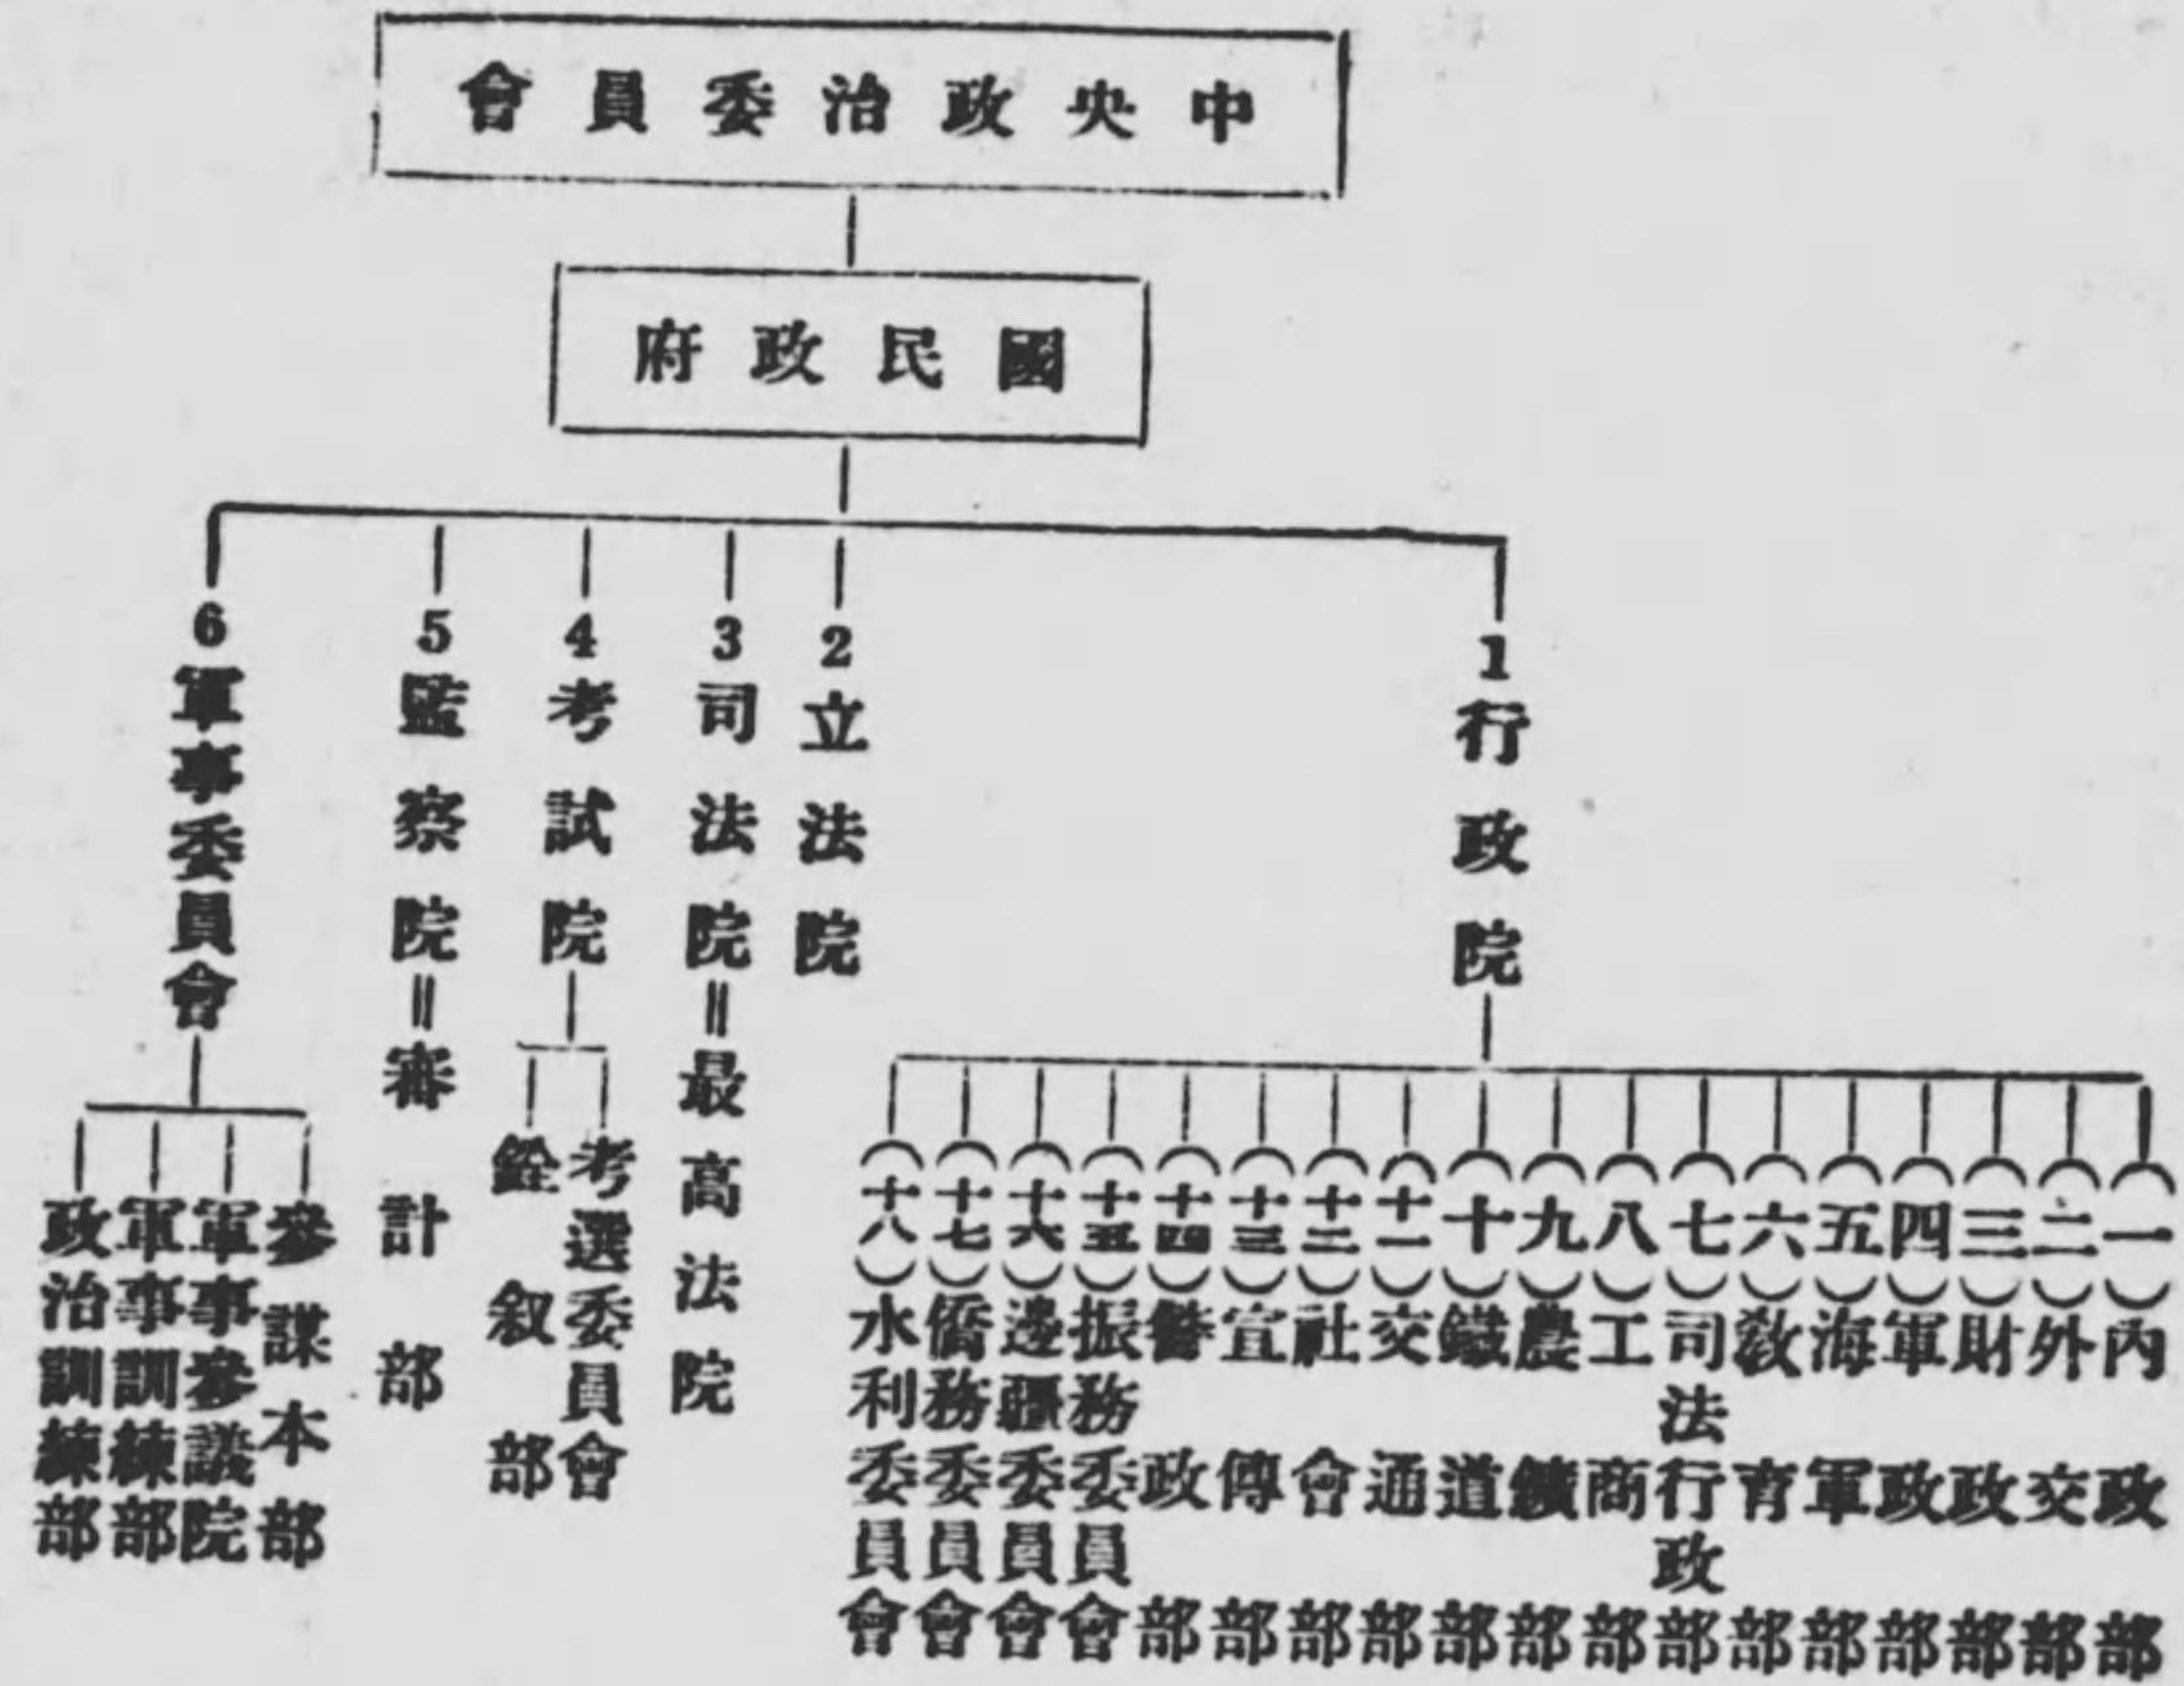 中央政治委員會
國民政府
1行政院
(一)內政部
(二)外交部
(三)財政部
(四)軍政部
(五)海軍部
(六)敎育部
(七)司法行政部
(八)工商部
(九)農鑛部
(十)鐵道部
(十一)交通部
(十二)社會部
(十三)宣傳部
(十四)警政部
(十五)振務委員會
(十六)邊疆委員會
(十七)僑務委員會
(十八)水利委員會
2立法院
3司法院=最高法院
4考試院
考選委員會
銓叙部
5監察院=審計部
6軍事委員會
參謀本部
軍事參議院
軍事訓練部
政治訓練部